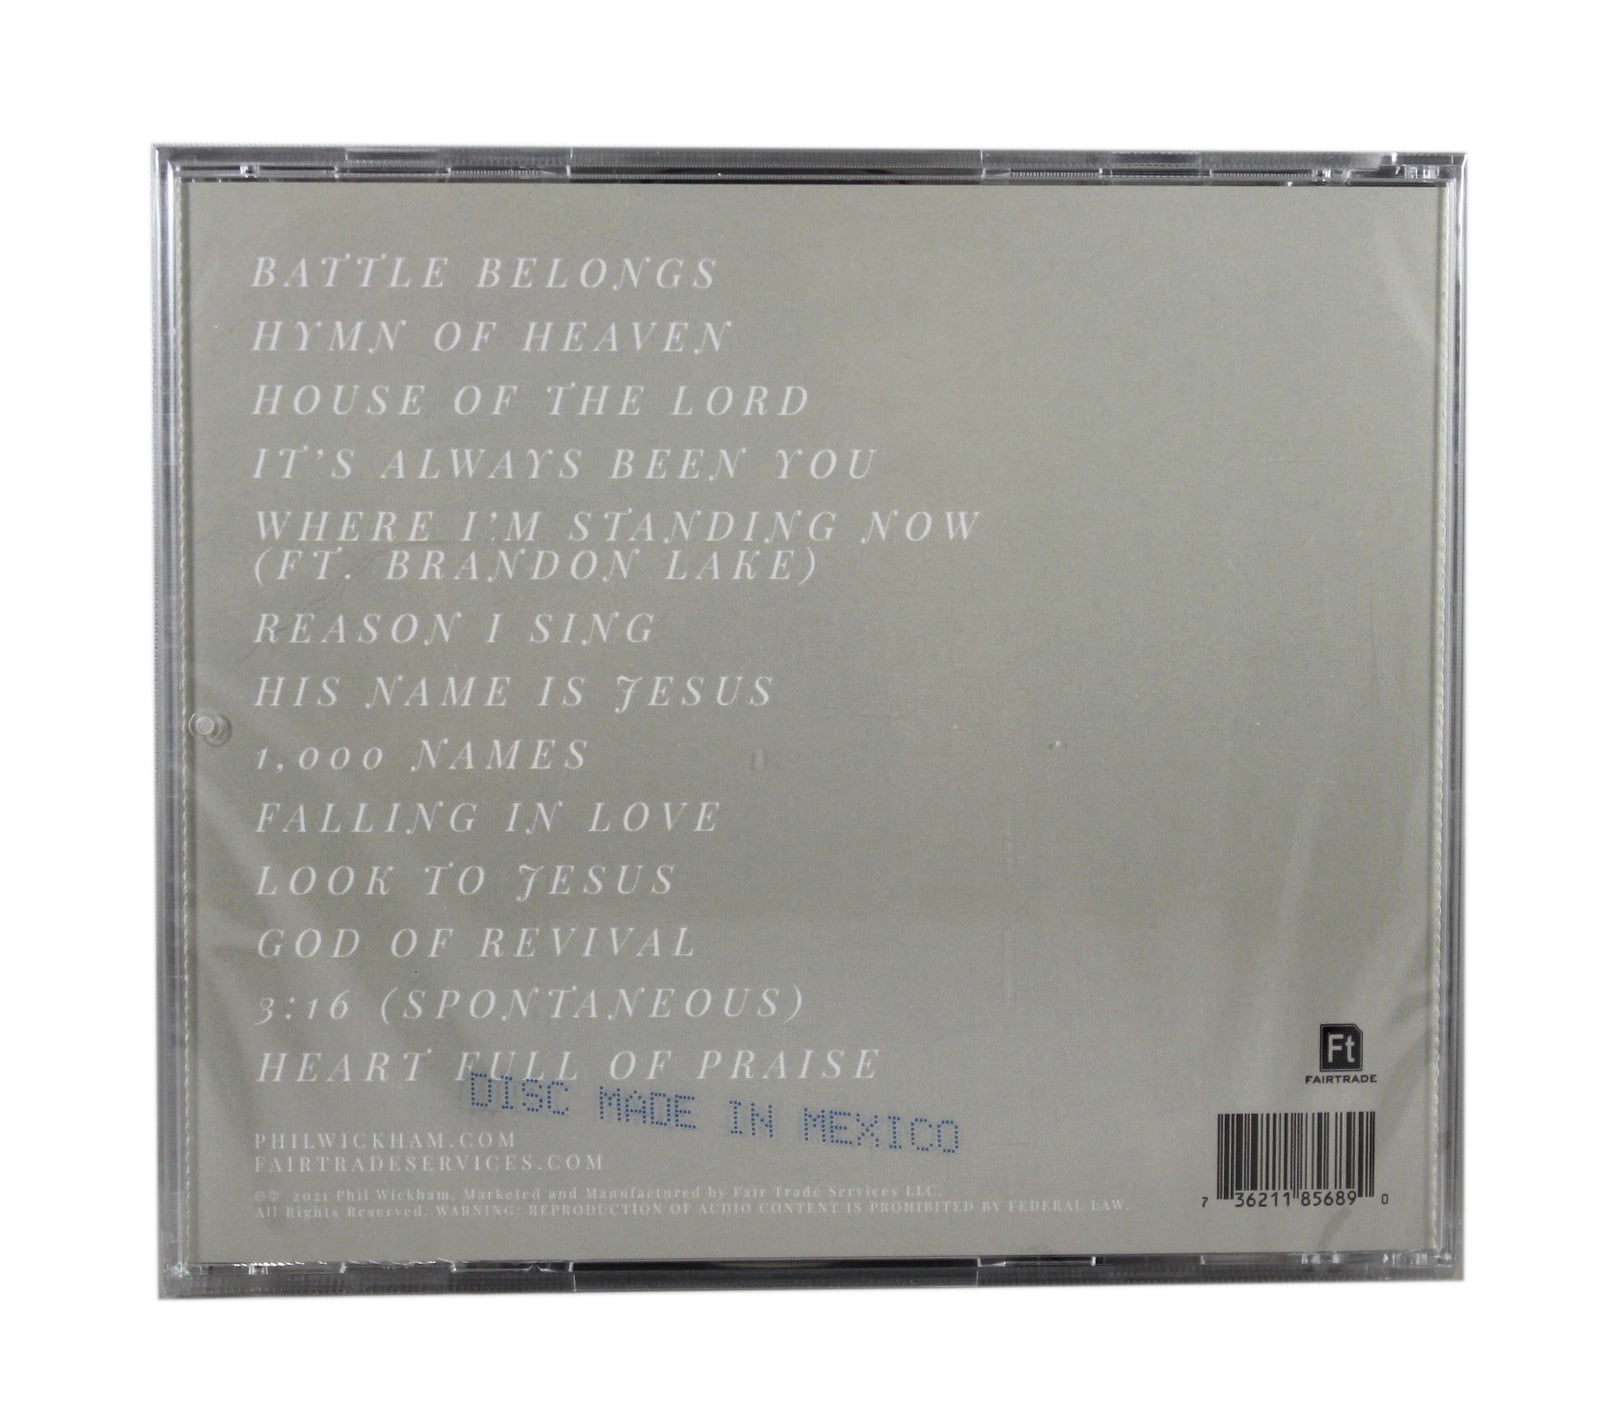 BATTLE BELONGS
HYMN OF HEAVEN
HOUSE OF THE LORD
IT'S ALWAYS BEEN YOU
WHERE I'M STANDING NOW
(FT. BRANDON LAKE)
REASON I SING
HIS NAME IS JESUS
1,000 NAMES
FALLING IN LOVE
LOOK TO JESUS
GOD OF REVIVAL
3:16 (SPONTANEOUS)
HEART FULL OF PRAISE
DISC MADE IN MEXICO
PHILWICKHAM.COM
FAIRTRADESERVICES.COM
℗© 2021 Phil Wickham, Marketed and Manufactured by Fair Trade Services LLC.
All Rights Reserved. WARNING: REPRODUCTION OF AUDIO CONTENT IS PROHIBITED BY FEDERAL LAW.
Ft
FAIRTRADE
7 36211 85689 0